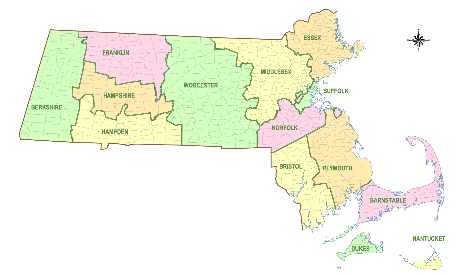 ESSEX
FRANKLIN
MIDDLESEX
WORCESTER
SUFFOLK
HAMPSHIRE
BERKSHIRE
NORFOLK
HAMPDEN
BRISTOL
PLYMOUTH
BARNSTABLE
NANTUCKET
DUKES